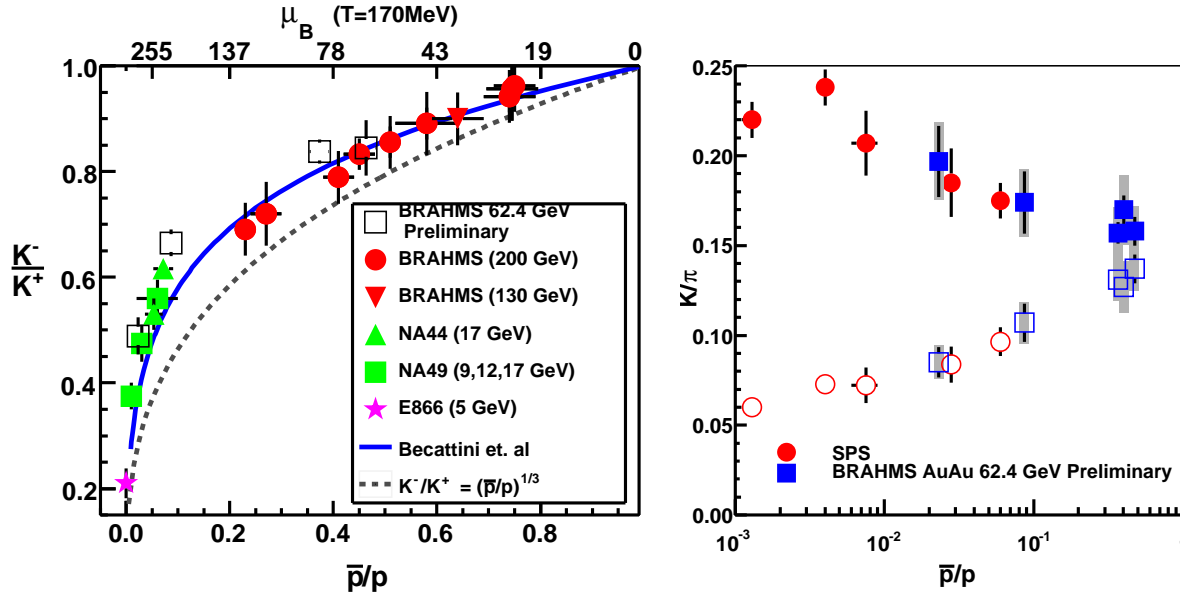 μ_B (T=170MeV)
255 137 78 43 19 0
1.0
0.8
0.6
0.4
0.2
K⁻/K⁺
BRAHMS 62.4 GeV
Preliminary
BRAHMS (200 GeV)
BRAHMS (130 GeV)
NA44 (17 GeV)
NA49 (9,12,17 GeV)
E866 (5 GeV)
Becattini et. al
K⁻/K⁺ = (p̅/p)^1/3
0.0 0.2 0.4 0.6 0.8
p̅/p
0.25
0.20
0.15
0.10
0.05
0.00
K/π
SPS
BRAHMS AuAu 62.4 GeV Preliminary
10⁻³ 10⁻² 10⁻¹ 1
p̅/p